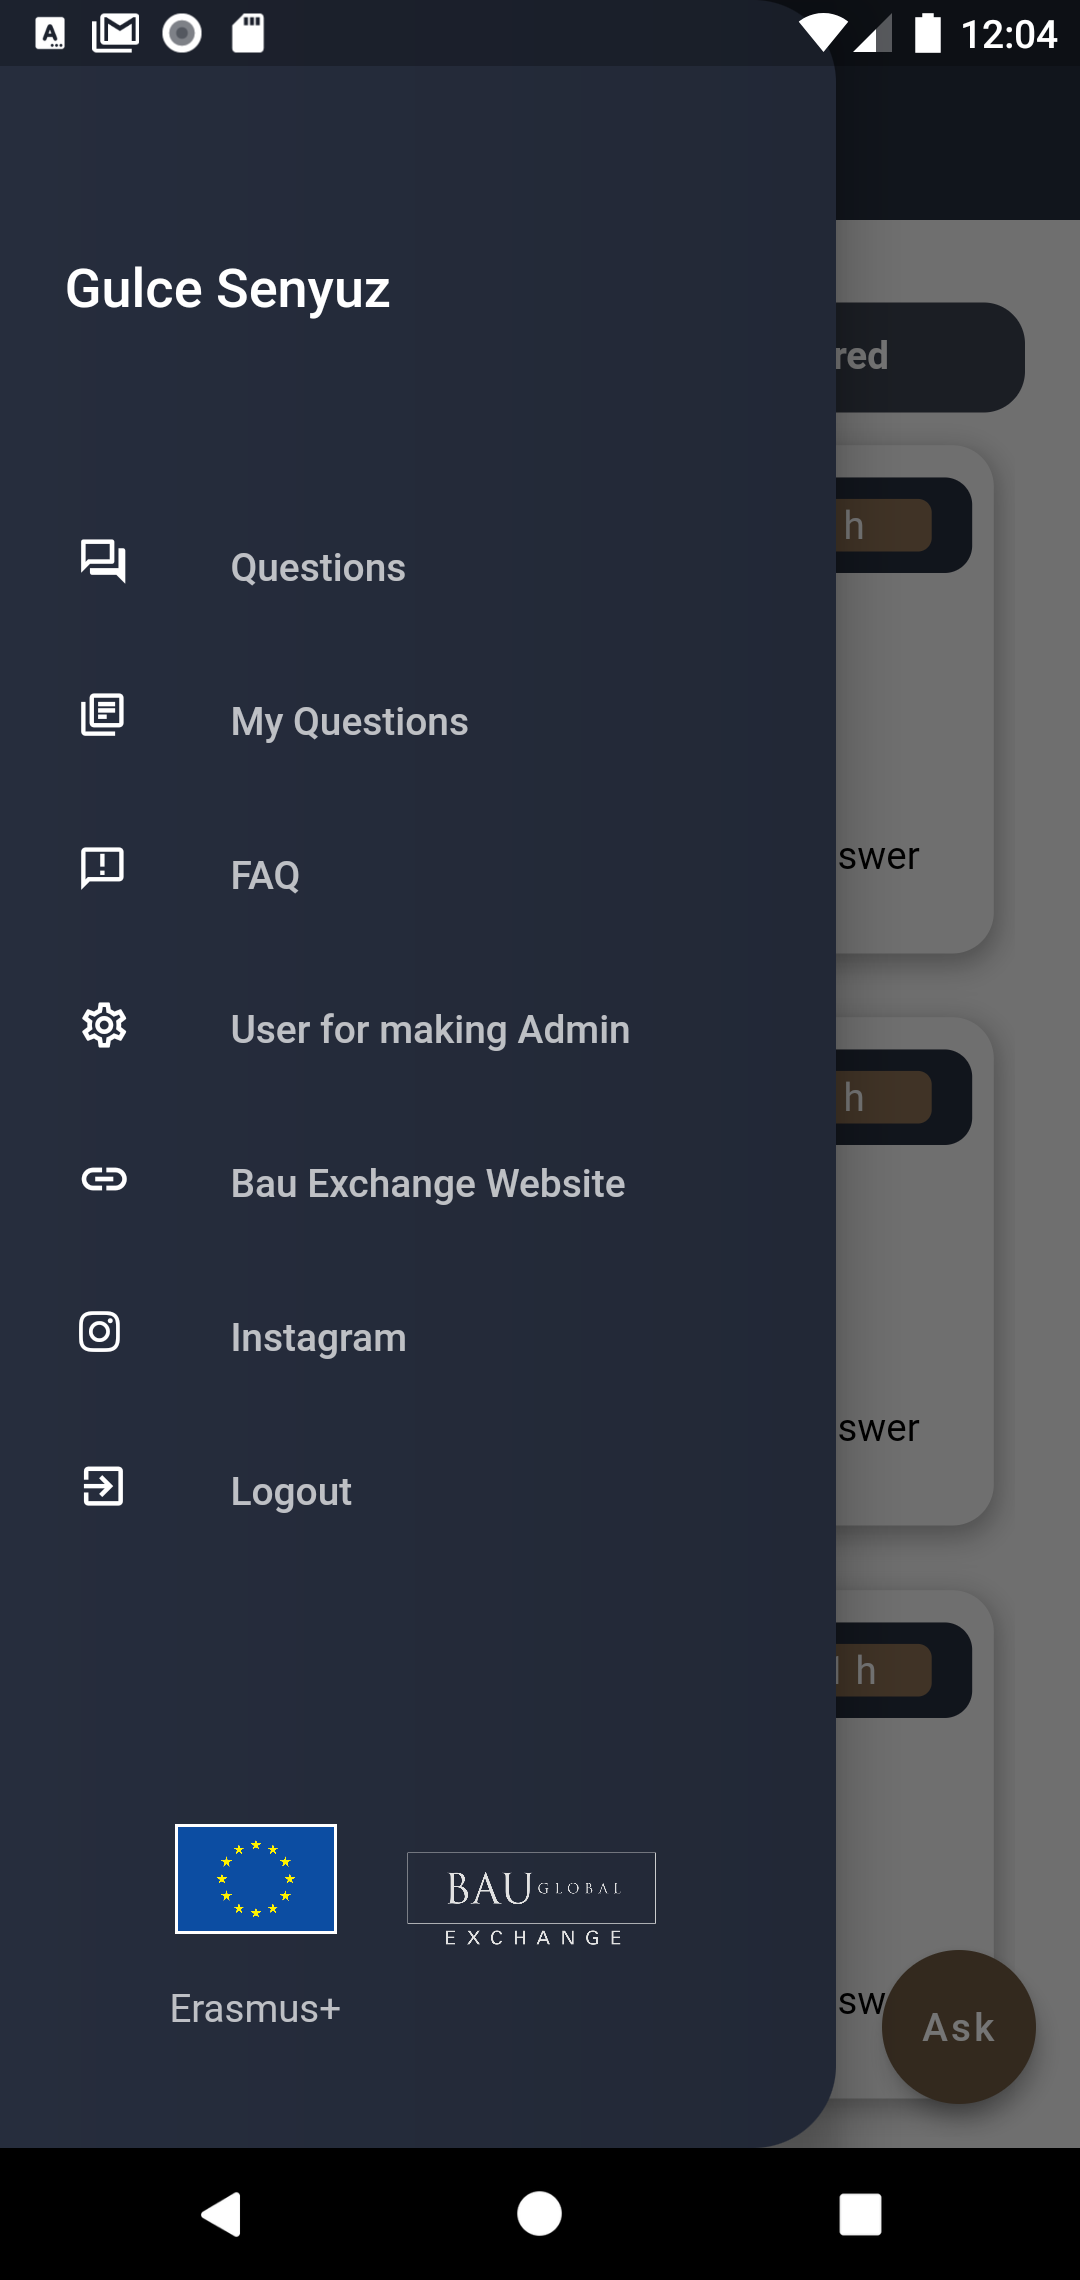 12:04
Gulce Senyuz
red
h
Questions
My Questions
swer
FAQ
User for making Admin
h
Bau Exchange Website
Instagram
swer
Logout
h
BAU GLOBAL
EXCHANGE
Erasmus+
sw
Ask